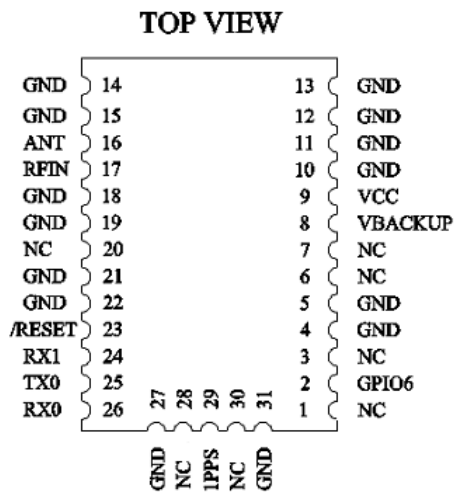 TOP VIEW
GND 14 13 GND
GND 15 12 GND
ANT 16 11 GND
RFIN 17 10 GND
GND 18 9 VCC
GND 19 8 VBACKUP
NC 20 7 NC
GND 21 6 NC
GND 22 5 GND
/RESET 23 4 GND
RX1 24 3 NC
TX0 25 2 GPIO6
RX0 26 1 NC
27 28 29 30 31
GND NC 1PPS NC GND